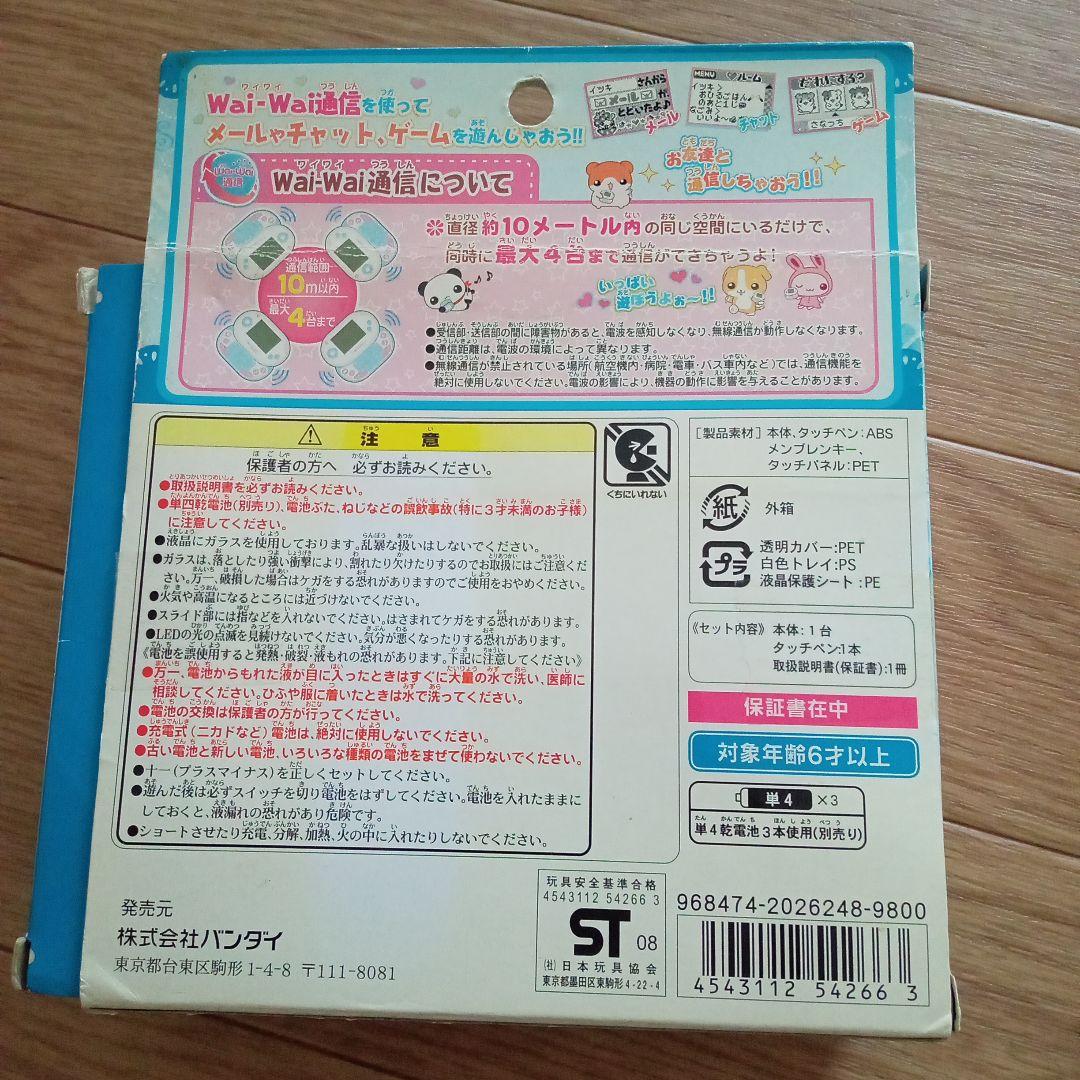 Wai-Wai通信を使って
メールやチャット、ゲームを遊んじゃおう!!
イツキ さんから
メール が
とどいたよ♪
メール
MENU ♡ルーム
イツキ>
おひるごはん
のあと1じ
なごみ>
いいよ〜
チャット
だれにする?
さなっち
ゲーム
Wai-Wai
通信
Wai-Wai通信について
お友達と
通信しちゃおう!!
通信範囲
10m以内
最大
4台まで
直径約10メートル内の同じ空間にいるだけで、
同時に最大4台まで通信ができちゃうよ!
いっぱい
遊ぼうよぉ〜!!
●受信部・送信部の間に障害物があると、電波を感知しなくなり、無線通信が動作しなくなります。
●通信距離は、電波の環境によって異なります。
●無線通信が禁止されている場所(航空機内・病院・電車・バス車内など)では、通信機能を
絶対に使用しないでください。電波の影響により、機器の動作に影響を与えることがあります。
注意
保護者の方へ 必ずお読みください。
●取扱説明書を必ずお読みください。
●単四乾電池(別売り)、電池ぶた、ねじなどの誤飲事故(特に3才未満のお子様)
に注意してください。
●液晶にガラスを使用しております。乱暴な扱いはしないでください。
●ガラスは、落としたり強い衝撃により、割れたり欠けたりするのでお取扱にはご注意くだ
さい。万一、破損した場合はケガをする恐れがありますのでご使用をおやめください。
●火気や高温になるところには近づけないでください。
●スライド部には指などを入れないでください。はさまれてケガをする恐れがあります。
●LEDの光の点滅を見続けないでください。気分が悪くなったりする恐れがあります。
《電池を誤使用すると発熱・破裂・液もれの恐れがあります。下記に注意してください》
●万一、電池からもれた液が目に入ったときはすぐに大量の水で洗い、医師に
相談してください。ひふや服に着いたときは水で洗ってください。
●電池の交換は保護者の方が行ってください。
●充電式(ニカドなど)電池は、絶対に使用しないでください。
●古い電池と新しい電池、いろいろな種類の電池をまぜて使わないでください。
●＋－(プラスマイナス)を正しくセットしてください。
●遊んだ後は必ずスイッチを切り電池をはずしてください。電池を入れたままに
しておくと、液漏れの恐れがあり危険です。
●ショートさせたり充電、分解、加熱、火の中に入れたりしないでください。
くちにいれない
[製品素材] 本体、タッチペン:ABS
メンブレンキー、
タッチパネル:PET
紙
外箱
プラ
透明カバー:PET
白色トレイ:PS
液晶保護シート:PE
《セット内容》 本体:1台
タッチペン:1本
取扱説明書(保証書):1冊
保証書在中
対象年齢6才以上
単4 ×3
単4乾電池3本使用(別売り)
発売元
株式会社バンダイ
東京都台東区駒形1-4-8 〒111-8081
玩具安全基準合格
4543112 54266 3
ST 08
(社)日本玩具協会
東京都墨田区東駒形4-22-4
968474-2026248-9800
4543112 54266 3